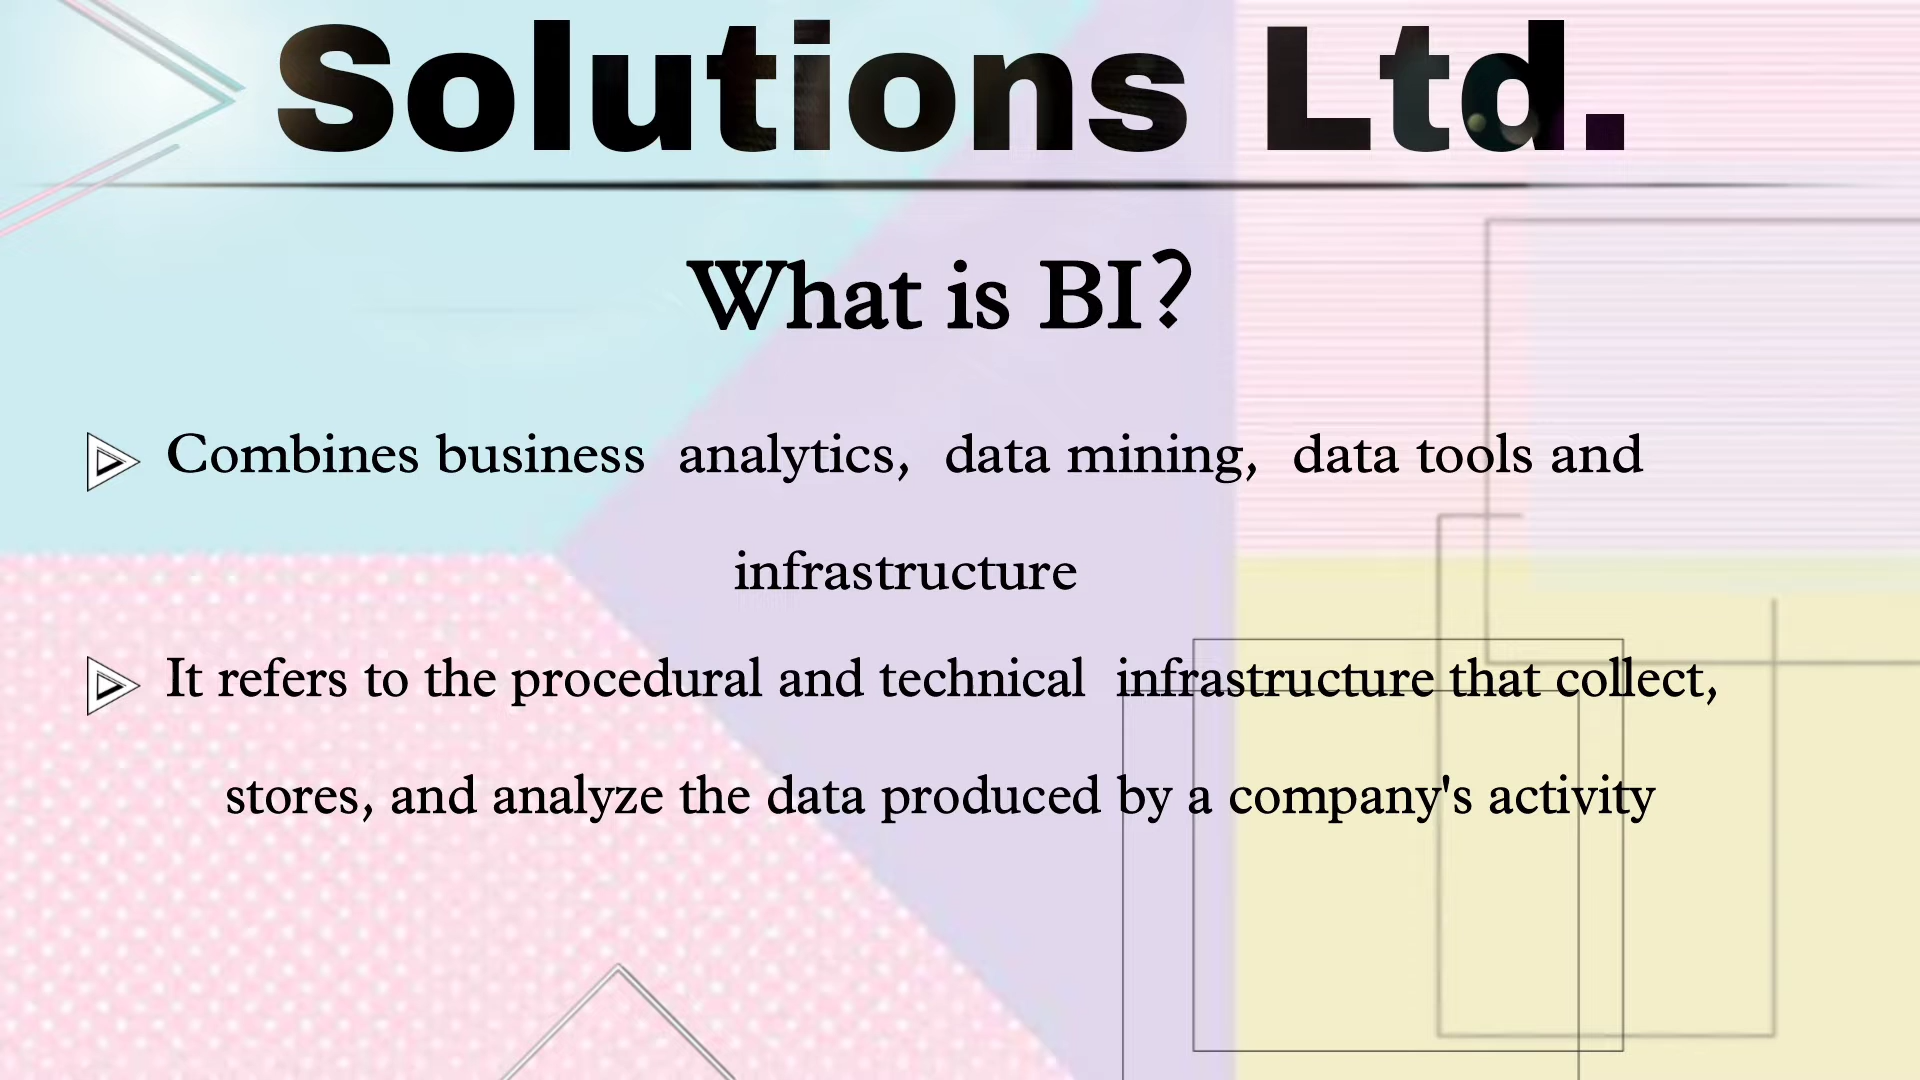 Solutions Ltd.
What is BI?
Combines business analytics, data mining, data tools and
infrastructure
It refers to the procedural and technical infrastructure that collect,
stores, and analyze the data produced by a company's activity